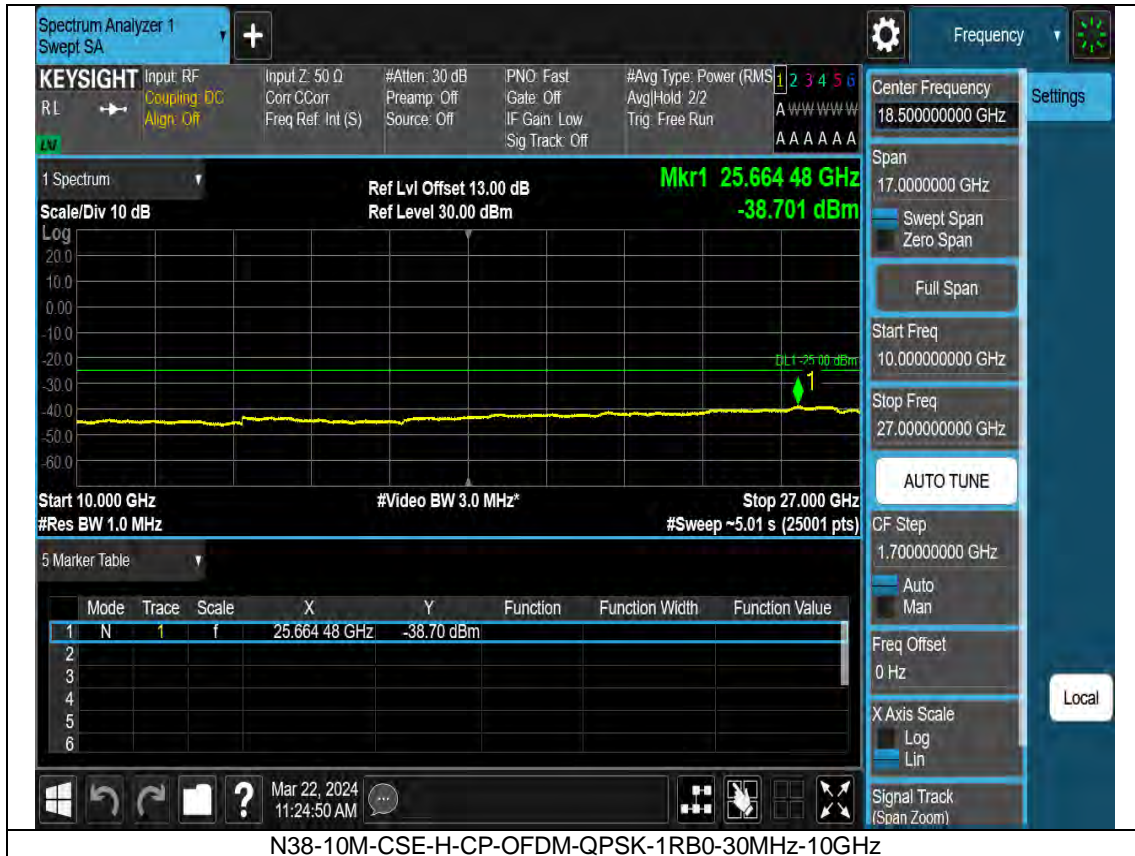 Spectrum Analyzer 1
Swept SA
+
Frequency
KEYSIGHT
RL
Input: RF
Coupling: DC
Align: Off
Input Z: 50 Ω
Corr CCorr
Freq Ref: Int (S)
#Atten: 30 dB
Preamp: Off
Source: Off
PNO: Fast
Gate: Off
IF Gain: Low
Sig Track: Off
#Avg Type: Power (RMS
Avg|Hold: 2/2
Trig: Free Run
1 2 3 4 5 6
A W W W W W
A A A A A A
1 Spectrum
Scale/Div 10 dB
Ref Lvl Offset 13.00 dB
Ref Level 30.00 dBm
Mkr1 25.664 48 GHz
-38.701 dBm
Log
20.0
10.0
0.00
-10.0
-20.0
-30.0
-40.0
-50.0
-60.0
DL1 -25.00 dBm
1
Start 10.000 GHz
#Res BW 1.0 MHz
#Video BW 3.0 MHz*
Stop 27.000 GHz
#Sweep ~5.01 s (25001 pts)
5 Marker Table
Mode Trace Scale X Y Function Function Width Function Value
1 N 1 f 25.664 48 GHz -38.70 dBm
2
3
4
5
6
Mar 22, 2024
11:24:50 AM
?
Center Frequency
18.500000000 GHz
Settings
Span
17.0000000 GHz
Swept Span
Zero Span
Full Span
Start Freq
10.000000000 GHz
Stop Freq
27.000000000 GHz
AUTO TUNE
CF Step
1.700000000 GHz
Auto
Man
Freq Offset
0 Hz
X Axis Scale
Log
Lin
Local
Signal Track
(Span Zoom)
N38-10M-CSE-H-CP-OFDM-QPSK-1RB0-30MHz-10GHz